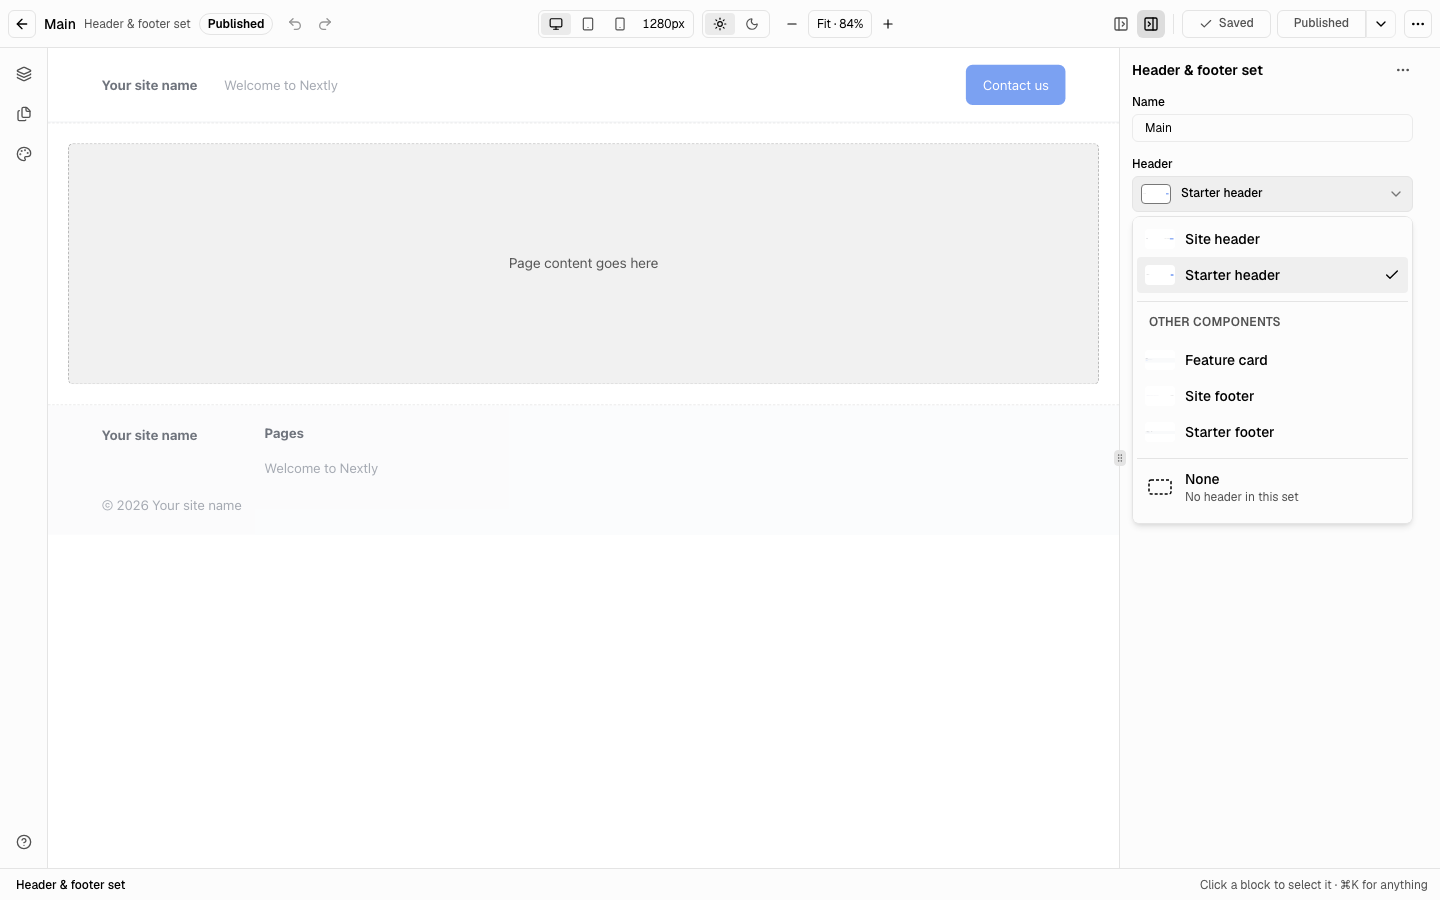 Main Header & footer set Published 1280px Fit · 84% Saved Published
Your site name Welcome to Nextly Contact us
Page content goes here
Your site name Pages
Welcome to Nextly
© 2026 Your site name
Header & footer set
Name
Main
Header
Starter header
Site header
Starter header
OTHER COMPONENTS
Feature card
Site footer
Starter footer
None
No header in this set
Header & footer set Click a block to select it · ⌘K for anything